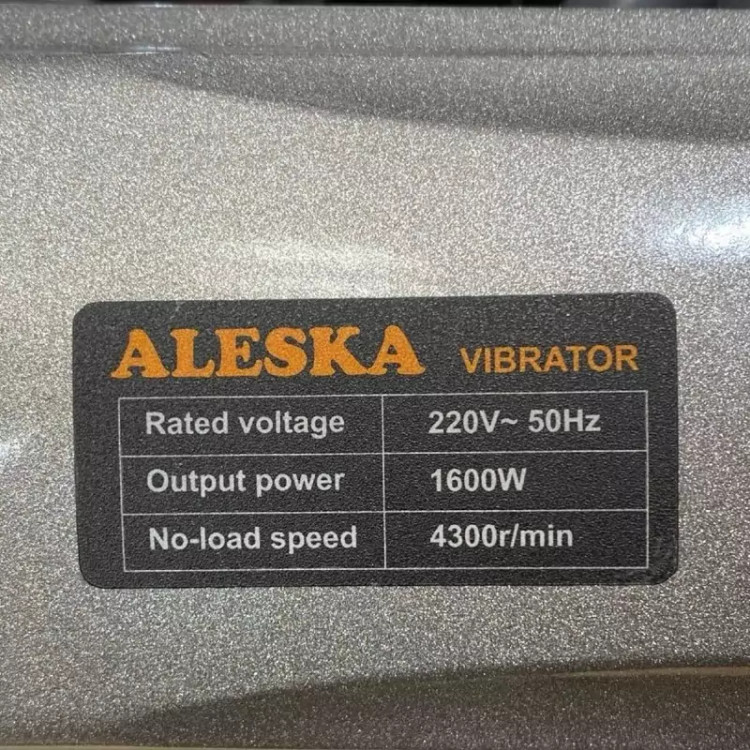 ALESKA VIBRATOR
Rated voltage 220V~ 50Hz
Output power 1600W
No-load speed 4300r/min